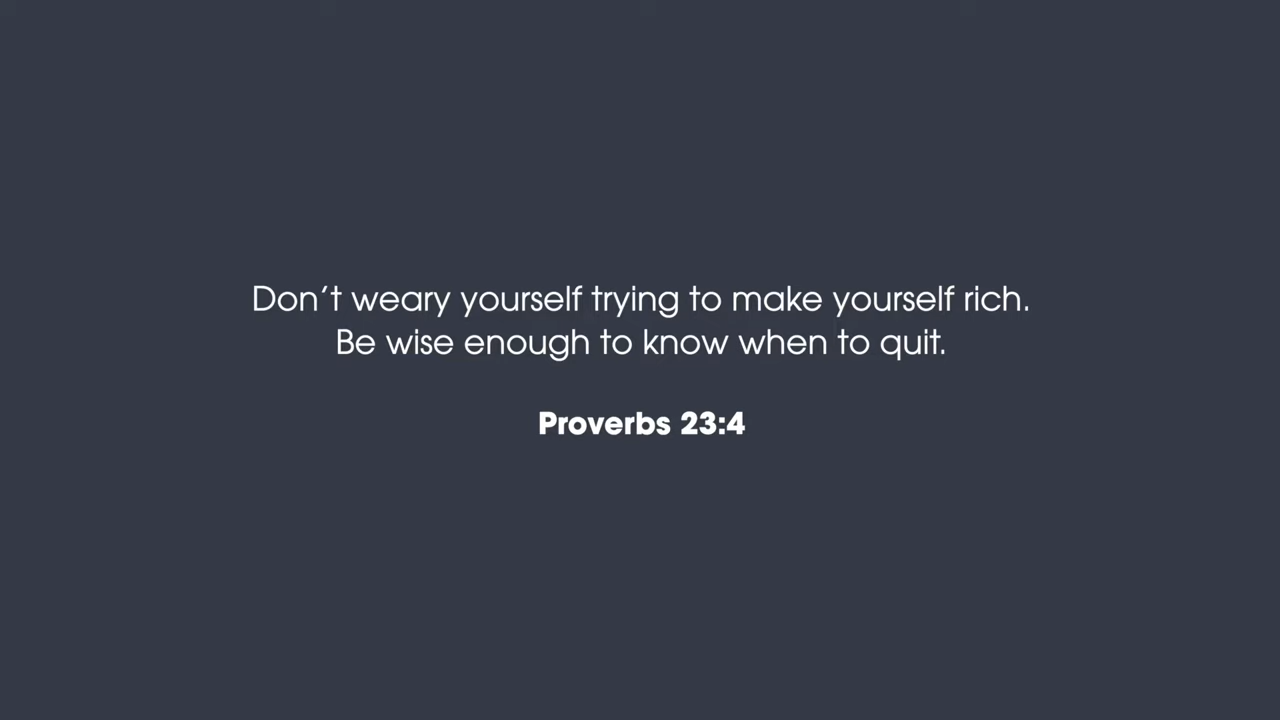 Don’t weary yourself trying to make yourself rich.
Be wise enough to know when to quit.
Proverbs 23:4